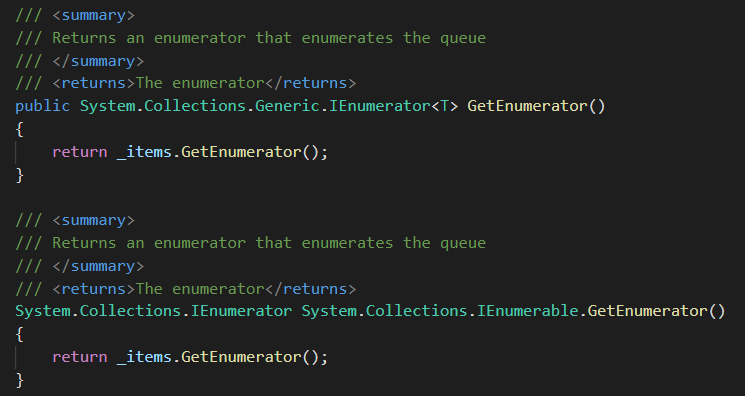 /// <summary>
/// Returns an enumerator that enumerates the queue
/// </summary>
/// <returns>The enumerator</returns>
public System.Collections.Generic.IEnumerator<T> GetEnumerator()
{
    return _items.GetEnumerator();
}

/// <summary>
/// Returns an enumerator that enumerates the queue
/// </summary>
/// <returns>The enumerator</returns>
System.Collections.IEnumerator System.Collections.IEnumerable.GetEnumerator()
{
    return _items.GetEnumerator();
}